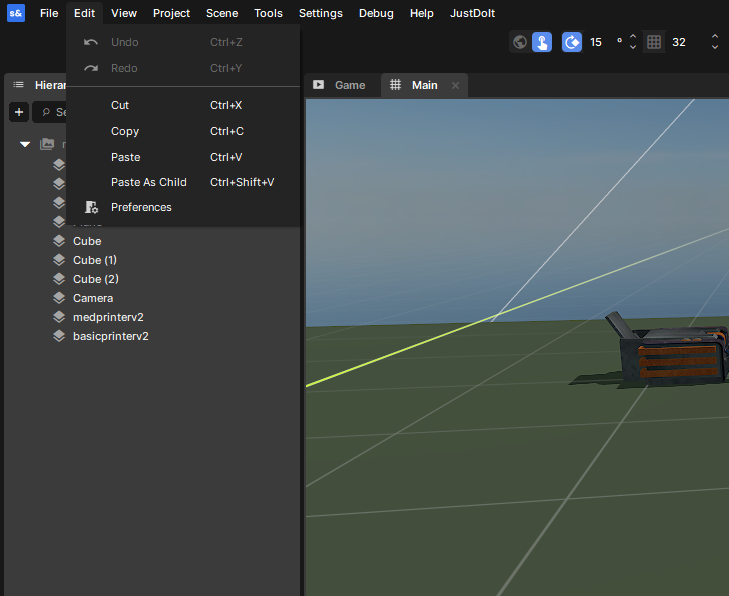 s& File Edit View Project Scene Tools Settings Debug Help JustDoIt
Undo Ctrl+Z
Redo Ctrl+Y
Cut Ctrl+X
Copy Ctrl+C
Paste Ctrl+V
Paste As Child Ctrl+Shift+V
Preferences
15 ° 32
Hierar
Game Main
Se
Cube
Cube (1)
Cube (2)
Camera
medprinterv2
basicprinterv2